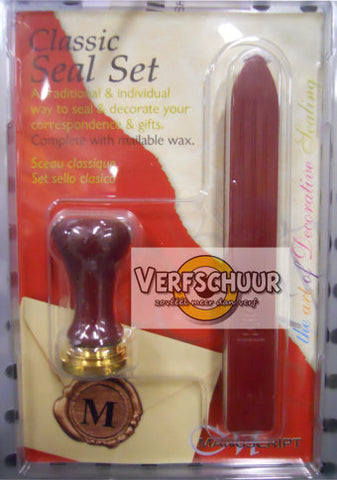 Classic
Seal Set
A traditional & individual
way to seal & decorate your
correspondence & gifts.
Complete with mailable wax.
Sceau classique
Set sello clasico
the art of Decorative Sealing
VERFSCHUUR
zoveel meer dan verf
M
MANUSCRIPT